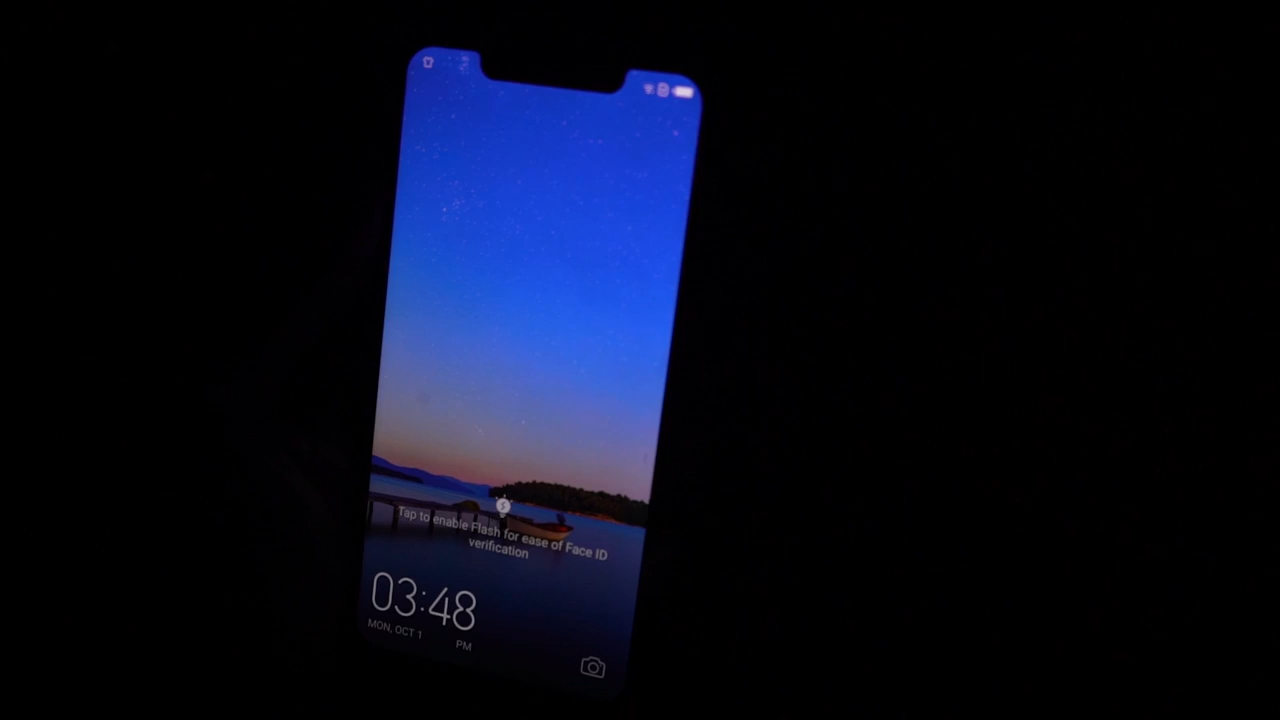 Tap to enable Flash for ease of Face ID
verification
03:48
MON, OCT 1 PM